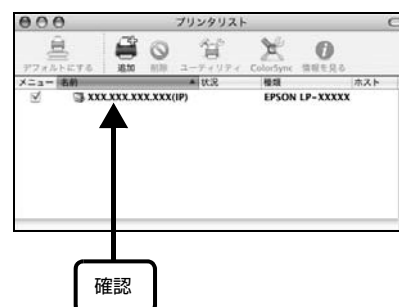 プリンタリスト
デフォルトにする 追加 削除 ユーティリティ ColorSync 情報を見る
メニュー 名前 状況 種類 ホスト
XXX.XXX.XXX.XXX(IP) EPSON LP-XXXXX
確認